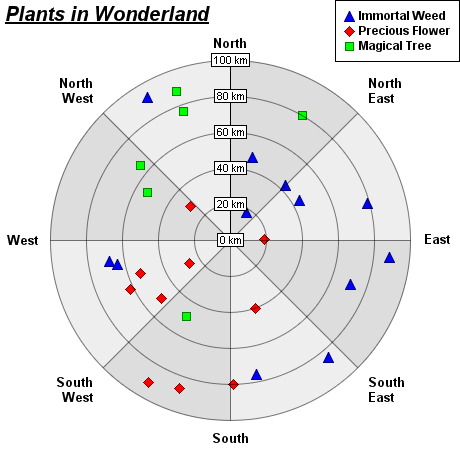 Plants in Wonderland
Immortal Weed
Precious Flower
Magical Tree
North
100 km
North
West
North
East
80 km
60 km
40 km
20 km
West
0 km
East
South
West
South
East
South